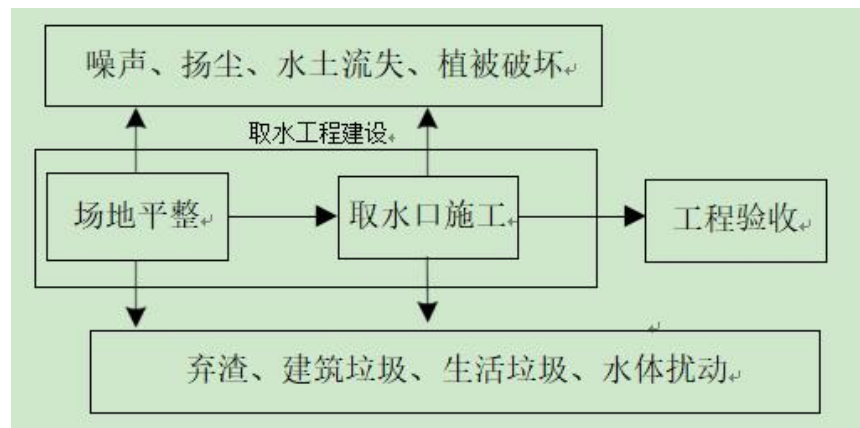 噪声、扬尘、水土流失、植被破坏
取水工程建设
场地平整
取水口施工
工程验收
弃渣、建筑垃圾、生活垃圾、水体扰动